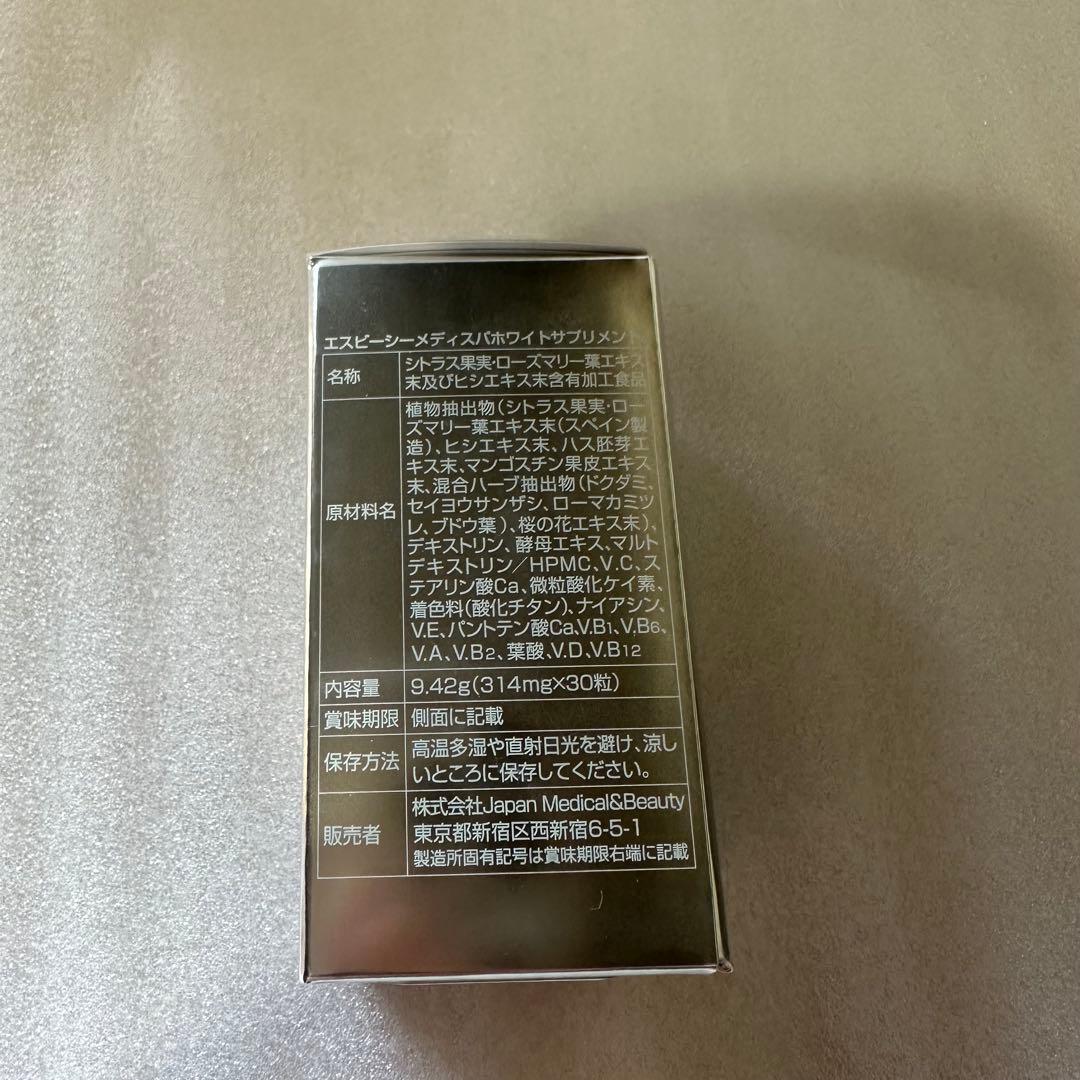 エスビーシーメディスパホワイトサプリメント
名称
シトラス果実・ローズマリー葉エキス
末及びヒシエキス末含有加工食品
原材料名
植物抽出物(シトラス果実・ロー
ズマリー葉エキス末(スペイン製
造)、ヒシエキス末、ハス胚芽エ
キス末、マンゴスチン果皮エキス
末、混合ハーブ抽出物(ドクダミ、
セイヨウサンザシ、ローマカミツ
レ、ブドウ葉)、桜の花エキス末)、
デキストリン、酵母エキス、マルト
デキストリン/HPMC、V.C、ス
テアリン酸Ca、微粒酸化ケイ素、
着色料(酸化チタン)、ナイアシン、
V.E、パントテン酸Ca、V.B1、V.B6、
V.A、V.B2、葉酸、V.D、V.B12
内容量
9.42g(314mg×30粒)
賞味期限
側面に記載
保存方法
高温多湿や直射日光を避け、涼し
いところに保存してください。
販売者
株式会社Japan Medical&Beauty
東京都新宿区西新宿6-5-1
製造所固有記号は賞味期限右端に記載